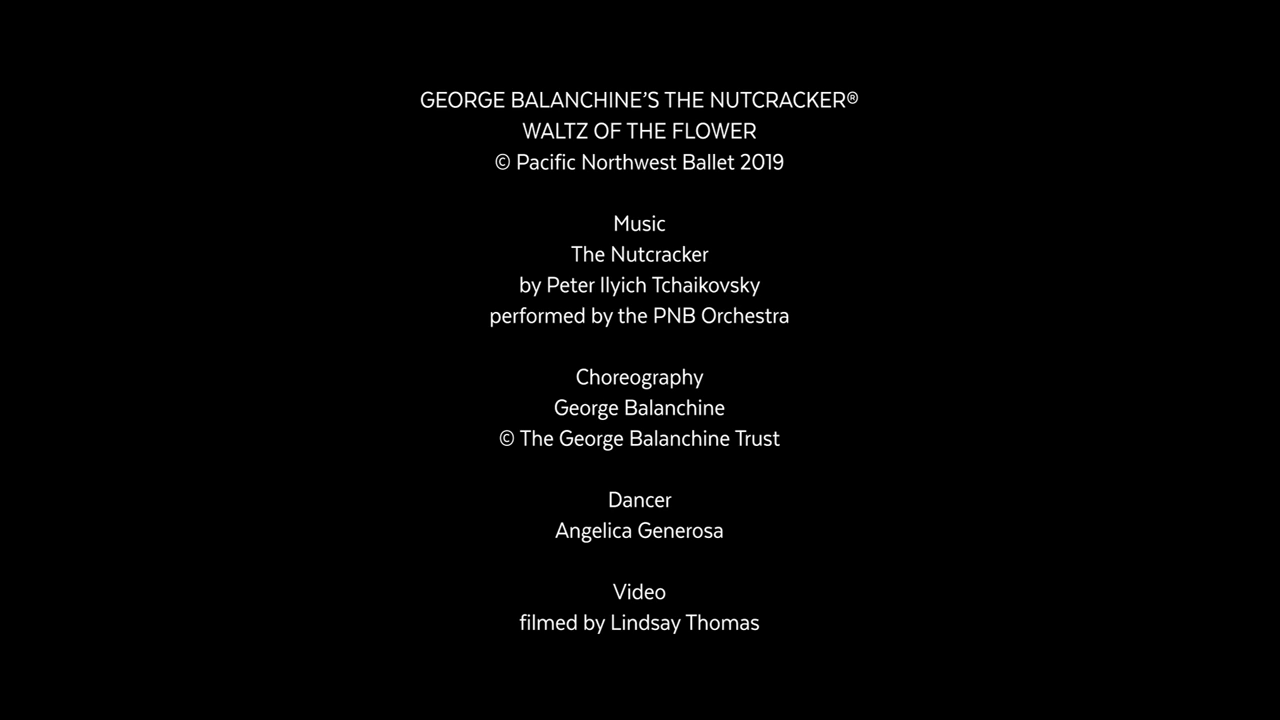 GEORGE BALANCHINE’S THE NUTCRACKER®
WALTZ OF THE FLOWER
© Pacific Northwest Ballet 2019
Music
The Nutcracker
by Peter Ilyich Tchaikovsky
performed by the PNB Orchestra
Choreography
George Balanchine
© The George Balanchine Trust
Dancer
Angelica Generosa
Video
filmed by Lindsay Thomas